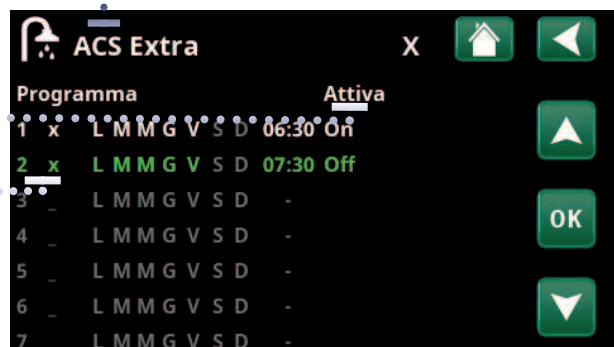 ACS Extra X
Programma Attiva
1 x L M M G V S D 06:30 On
2 x L M M G V S D 07:30 Off
3 _ L M M G V S D -
4 _ L M M G V S D -
OK
5 _ L M M G V S D -
6 _ L M M G V S D -
7 L M M G V S D